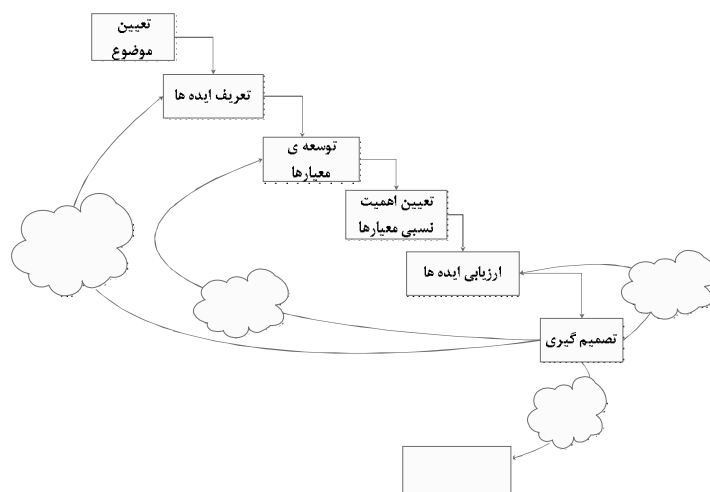 تعیین
موضوع
تعریف ایده ها
توسعه ی
معیارها
تعیین اهمیت
نسبی معیارها
ارزیابی ایده ها
تصمیم گیری